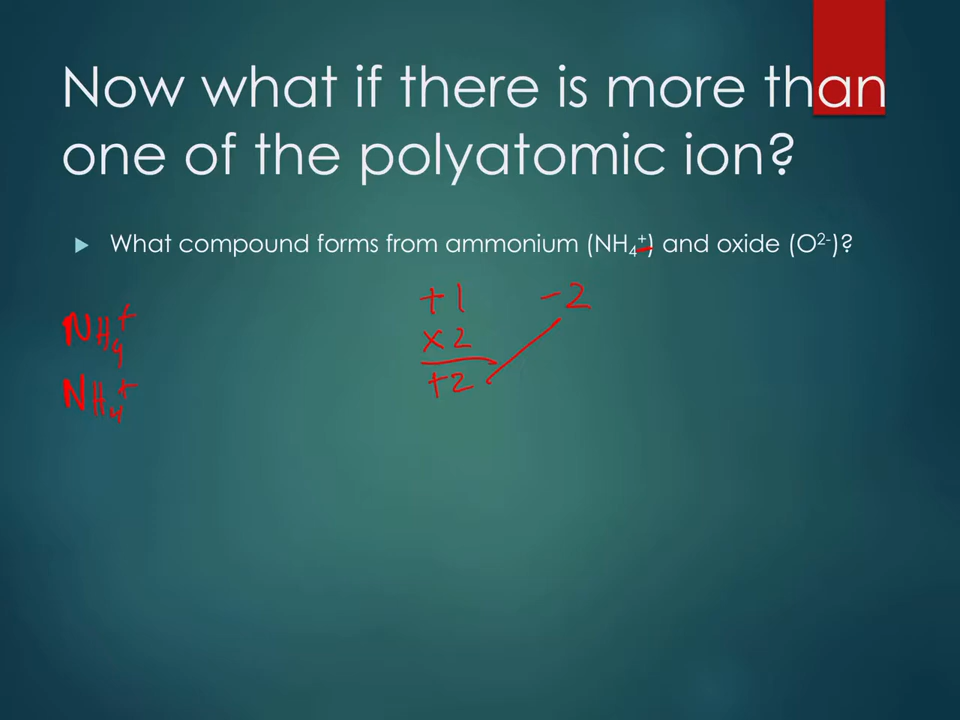 Now what if there is more than
one of the polyatomic ion?
What compound forms from ammonium (NH₄⁺) and oxide (O²⁻)?
+1 -2
x2
+2
NH₄⁺
NH₄⁺